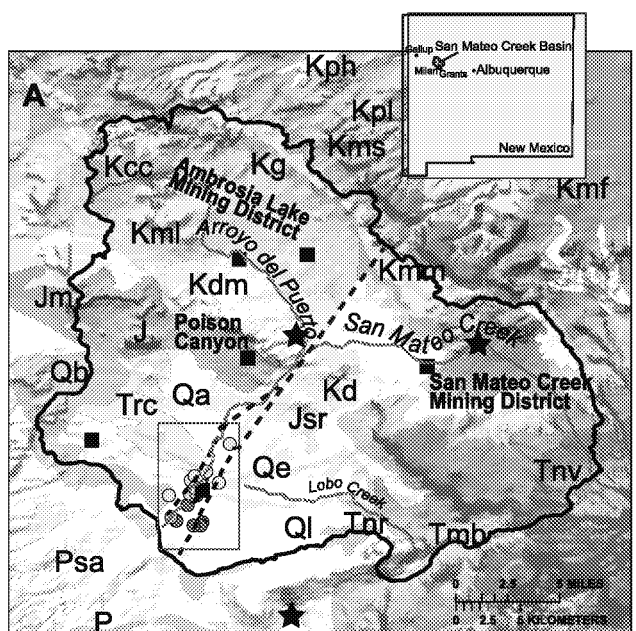 A
Kph
Gallup
San Mateo Creek Basin
Milan
Grants
Albuquerque
New Mexico
Kpl
Kms
Kmf
Kcc
Kg
Ambrosia Lake
Mining District
Kml
Arroyo del Puerto
Kmm
Kdm
Jm
J
Poison
Canyon
San Mateo Creek
Qb
Qa
Kd
San Mateo Creek
Mining District
Trc
Jsr
Qe
Tnv
Lobo Creek
Ql
Tnr
Tmb
Psa
P
0 2.5 5 MILES
0 2.5 5 KILOMETERS